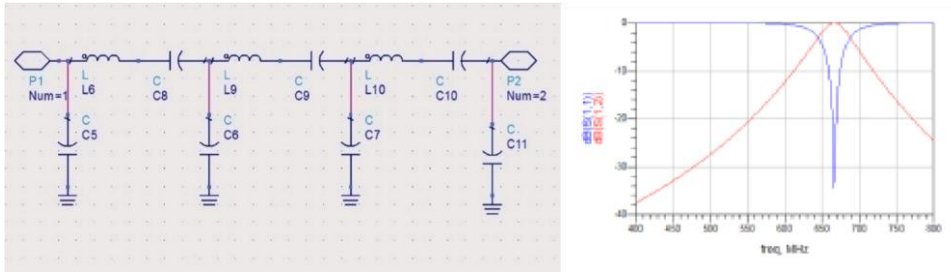 P1
Num=1
L
L6
C
C8
L
L9
C
C9
L
L10
C
C10
P2
Num=2
C
C5
C
C6
C
C7
C
C11
dB(S(1,1))
dB(S(1,2))
0
-10
-20
-30
-40
400 450 500 550 600 650 700 750 800
freq, MHz